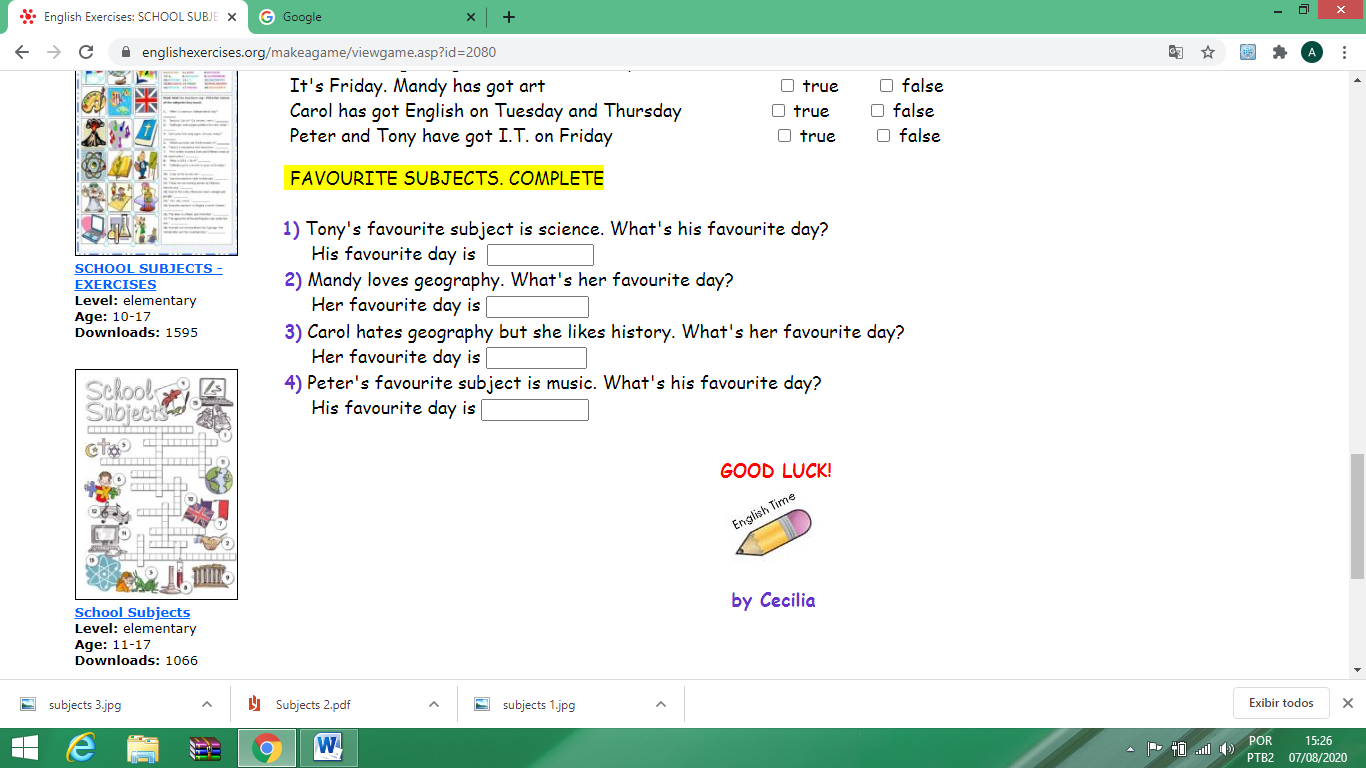 English Exercises: SCHOOL SUBJE
Google
englishexercises.org/makeagame/viewgame.asp?id=2080
A
It's Friday. Mandy has got art true false
Carol has got English on Tuesday and Thursday true false
Peter and Tony have got I.T. on Friday true false
FAVOURITE SUBJECTS. COMPLETE
1) Tony's favourite subject is science. What's his favourite day?
His favourite day is
2) Mandy loves geography. What's her favourite day?
Her favourite day is
3) Carol hates geography but she likes history. What's her favourite day?
Her favourite day is
4) Peter's favourite subject is music. What's his favourite day?
His favourite day is
GOOD LUCK!
English Time
by Cecilia
SCHOOL SUBJECTS -
EXERCISES
Level: elementary
Age: 10-17
Downloads: 1595
School
Subjects
School Subjects
Level: elementary
Age: 11-17
Downloads: 1066
subjects 3.jpg
Subjects 2.pdf
subjects 1.jpg
Exibir todos
POR
PTB2
15:26
07/08/2020